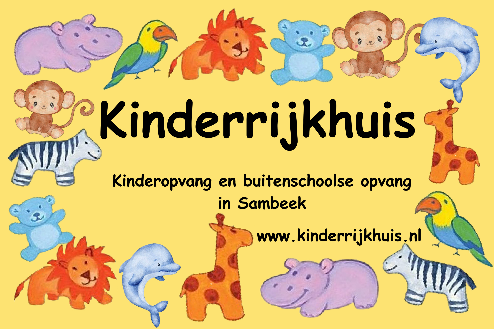 Kinderrijkhuis
Kinderopvang en buitenschoolse opvang
in Sambeek
www.kinderrijkhuis.nl